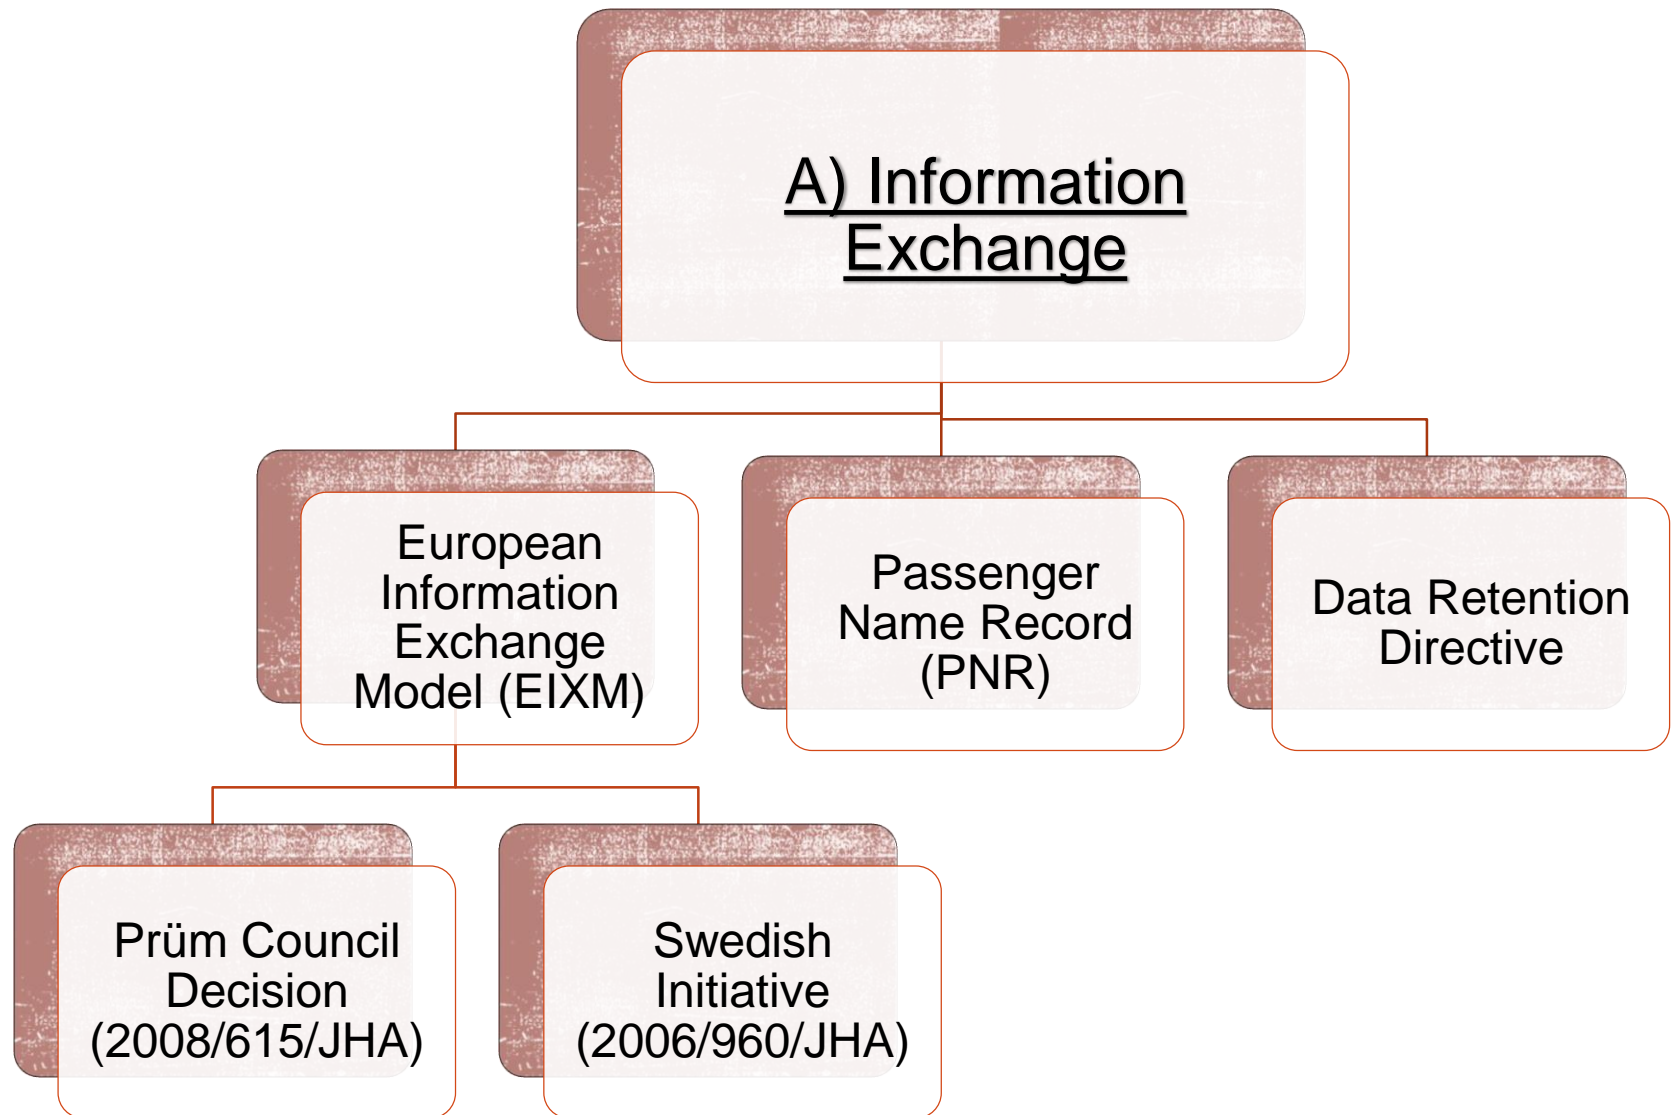 A) Information
Exchange
European
Information
Exchange
Model (EIXM)
Passenger
Name Record
(PNR)
Data Retention
Directive
Prüm Council
Decision
(2008/615/JHA)
Swedish
Initiative
(2006/960/JHA)